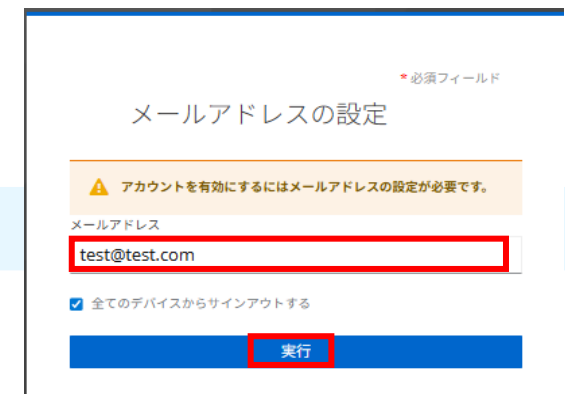 *必須フィールド
メールアドレスの設定
アカウントを有効にするにはメールアドレスの設定が必要です。
メールアドレス
test@test.com
全てのデバイスからサインアウトする
実行